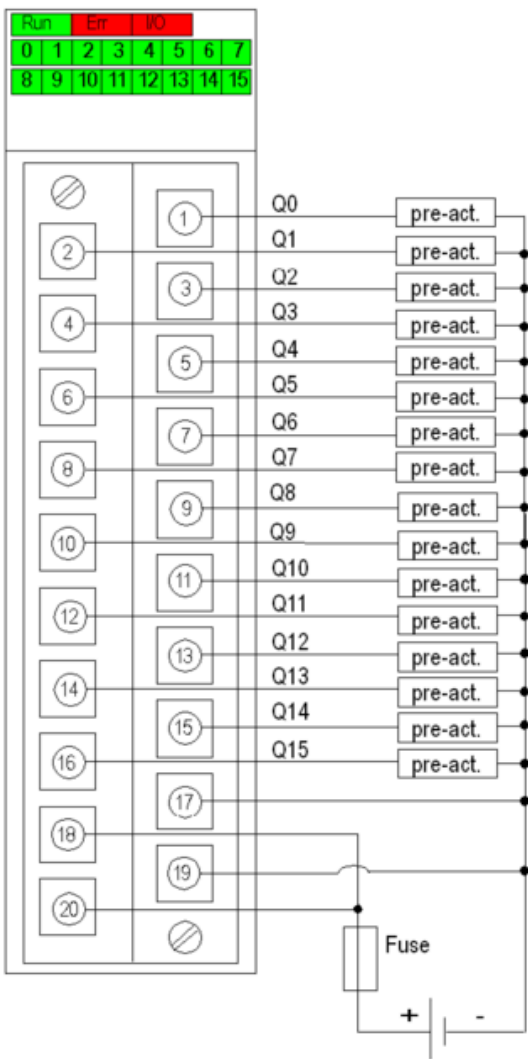 Run Err I/O
0 1 2 3 4 5 6 7
8 9 10 11 12 13 14 15
1 Q0 pre-act.
2 Q1 pre-act.
3 Q2 pre-act.
4 Q3 pre-act.
5 Q4 pre-act.
6 Q5 pre-act.
7 Q6 pre-act.
8 Q7 pre-act.
9 Q8 pre-act.
10 Q9 pre-act.
11 Q10 pre-act.
12 Q11 pre-act.
13 Q12 pre-act.
14 Q13 pre-act.
15 Q14 pre-act.
16 Q15 pre-act.
17
18
19
20
Fuse
+ -